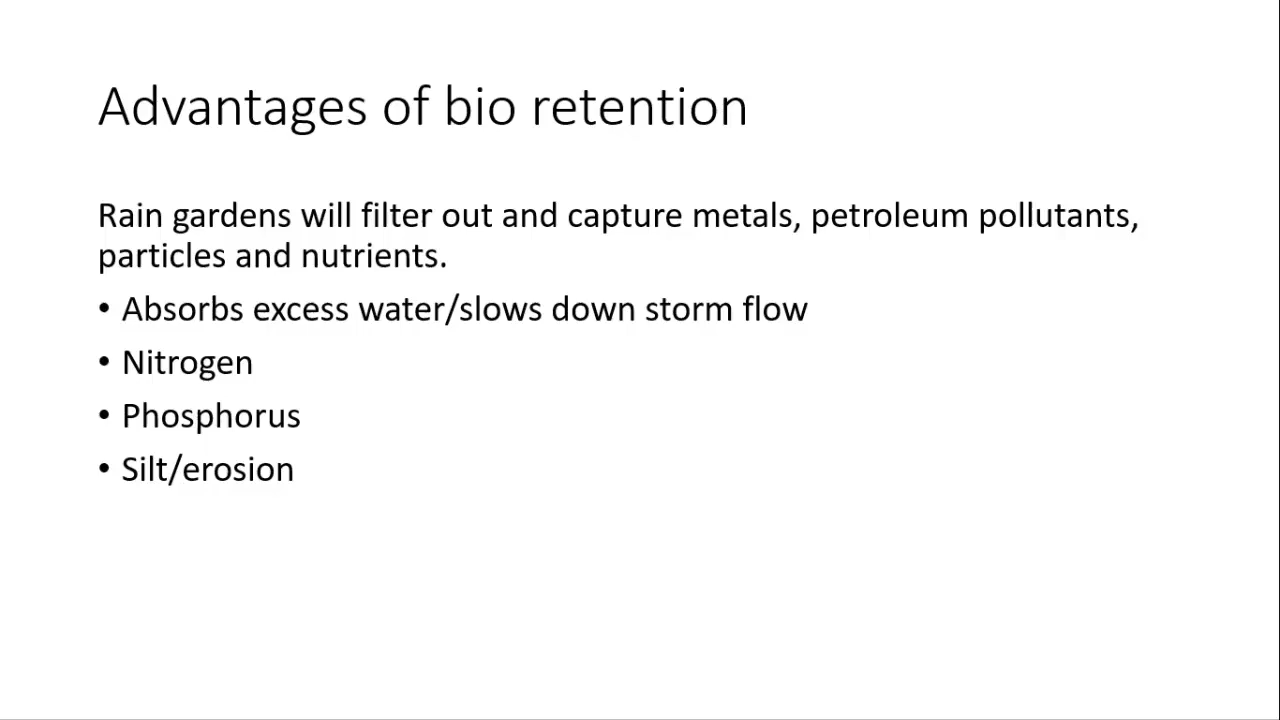 Advantages of bio retention
Rain gardens will filter out and capture metals, petroleum pollutants,
particles and nutrients.
• Absorbs excess water/slows down storm flow
• Nitrogen
• Phosphorus
• Silt/erosion